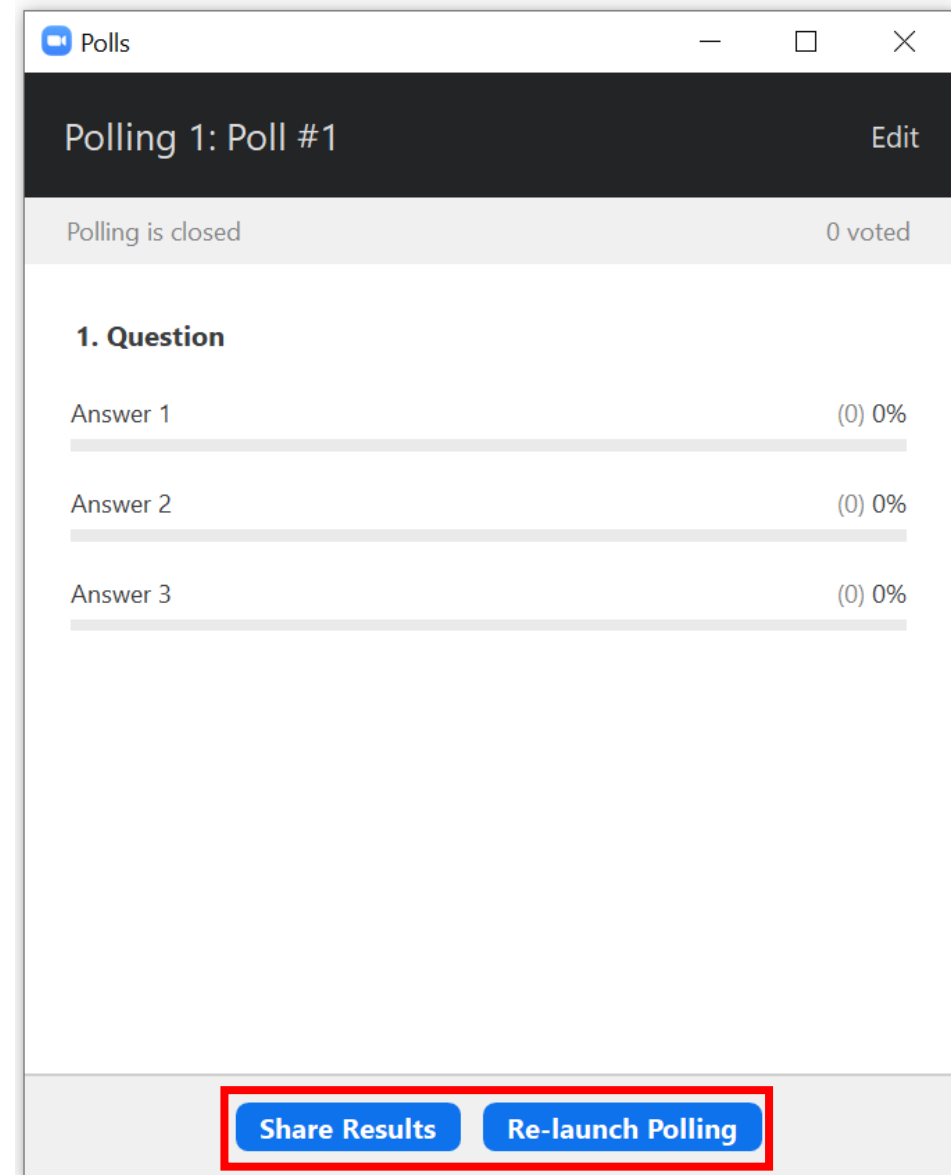 Polls
Polling 1: Poll #1 Edit
Polling is closed 0 voted
1. Question
Answer 1 (0) 0%
Answer 2 (0) 0%
Answer 3 (0) 0%
Share Results Re-launch Polling